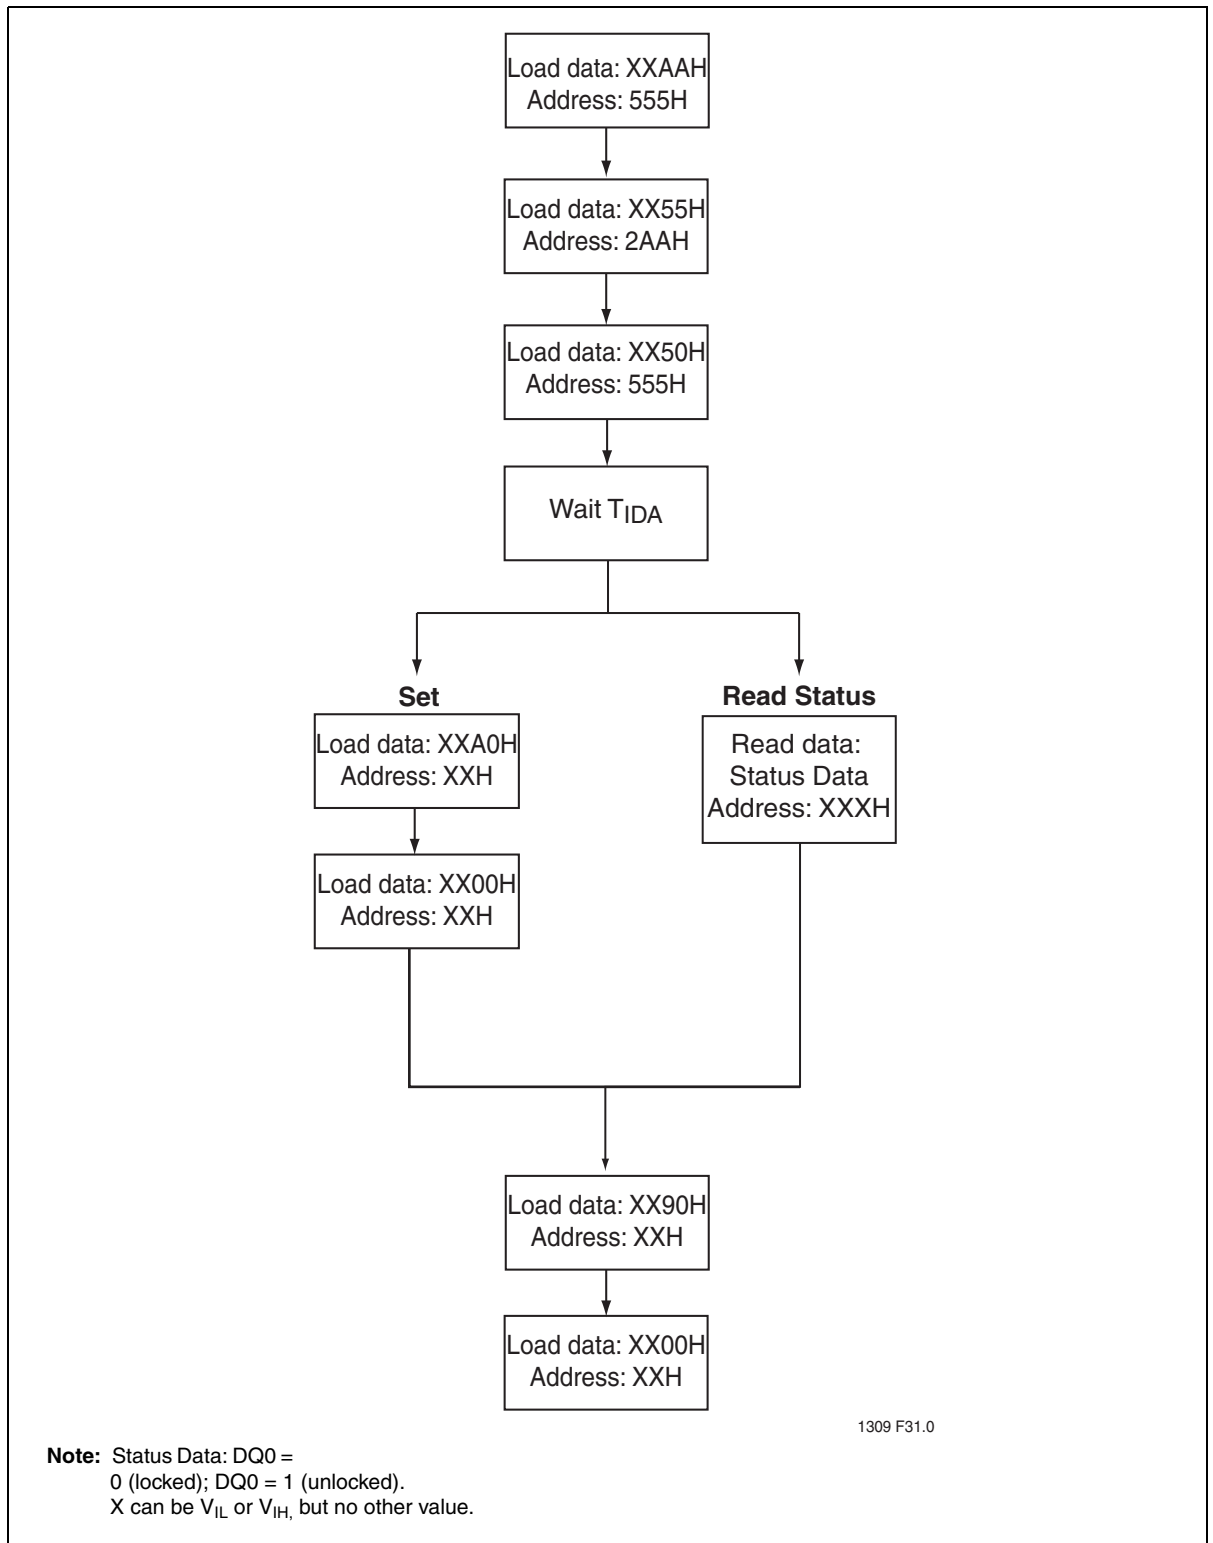 Load data: XXAAH
Address: 555H
Load data: XX55H
Address: 2AAH
Load data: XX50H
Address: 555H
Wait TIDA
Set
Load data: XXA0H
Address: XXH
Load data: XX00H
Address: XXH
Read Status
Read data:
Status Data
Address: XXXH
Load data: XX90H
Address: XXH
Load data: XX00H
Address: XXH
1309 F31.0
Note: Status Data: DQ0 =
0 (locked); DQ0 = 1 (unlocked).
X can be VIL or VIH, but no other value.